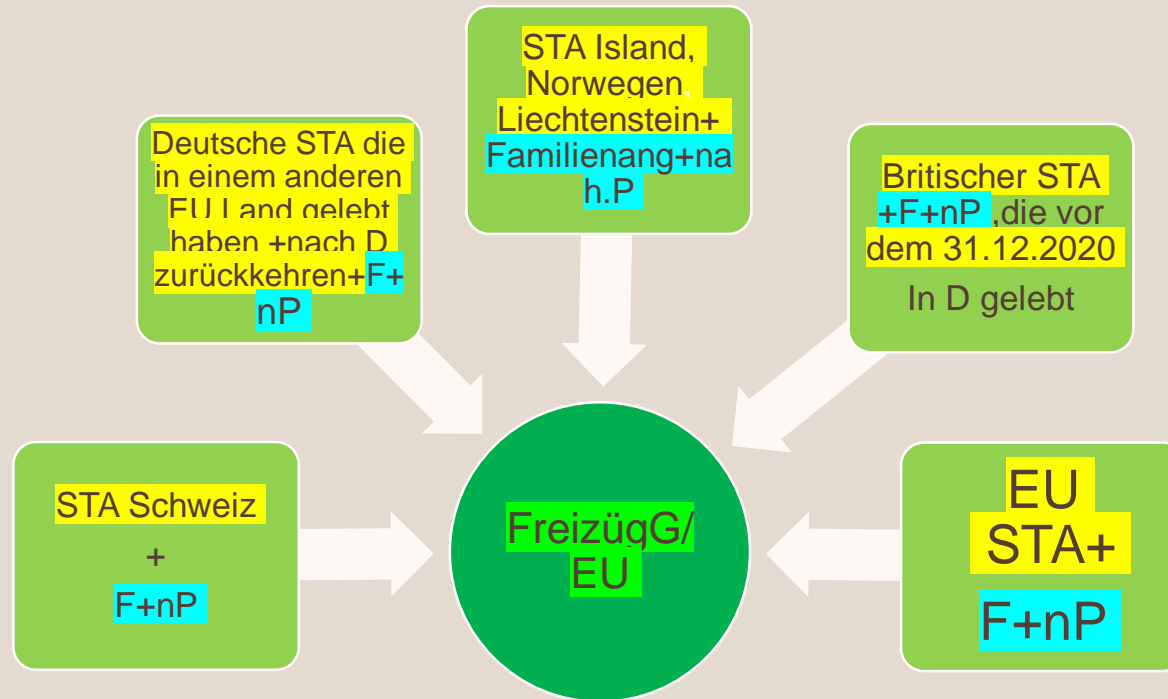 STA Island,
Norwegen,
Liechtenstein+
Familienang+na
h.P
Deutsche STA die
in einem anderen
EU Land gelebt
haben +nach D
zurückkehren+F+
nP
Britischer STA
+F+nP ,die vor
dem 31.12.2020
In D gelebt
STA Schweiz
+
F+nP
FreizügG/
EU
EU
STA+
F+nP